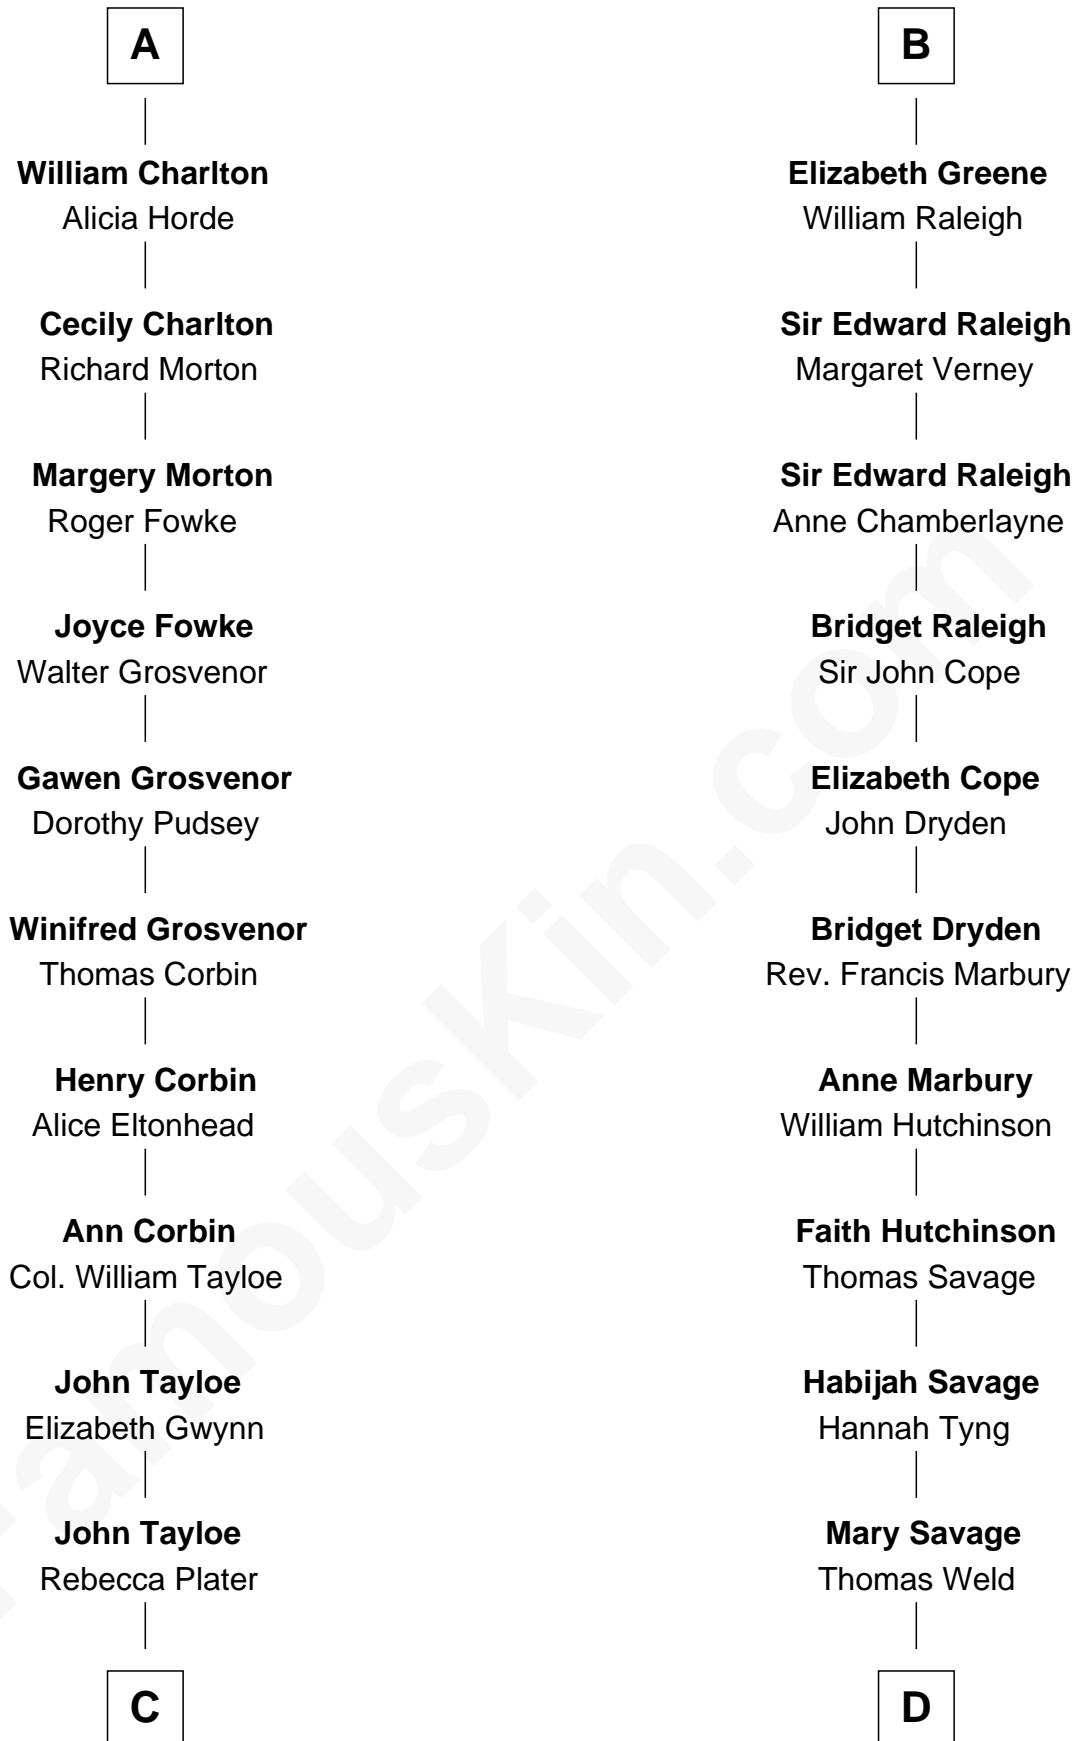 A
William Charlton
Alicia Horde
Cecily Charlton
Richard Morton
Margery Morton
Roger Fowke
Joyce Fowke
Walter Grosvenor
Gawen Grosvenor
Dorothy Pudsey
Winifred Grosvenor
Thomas Corbin
Henry Corbin
Alice Eltonhead
Ann Corbin
Col. William Tayloe
John Tayloe
Elizabeth Gwynn
John Tayloe
Rebecca Plater
C
B
Elizabeth Greene
William Raleigh
Sir Edward Raleigh
Margaret Verney
Sir Edward Raleigh
Anne Chamberlayne
Bridget Raleigh
Sir John Cope
Elizabeth Cope
John Dryden
Bridget Dryden
Rev. Francis Marbury
Anne Marbury
William Hutchinson
Faith Hutchinson
Thomas Savage
Habijah Savage
Hannah Tyng
Mary Savage
Thomas Weld
D
FamousKin.com